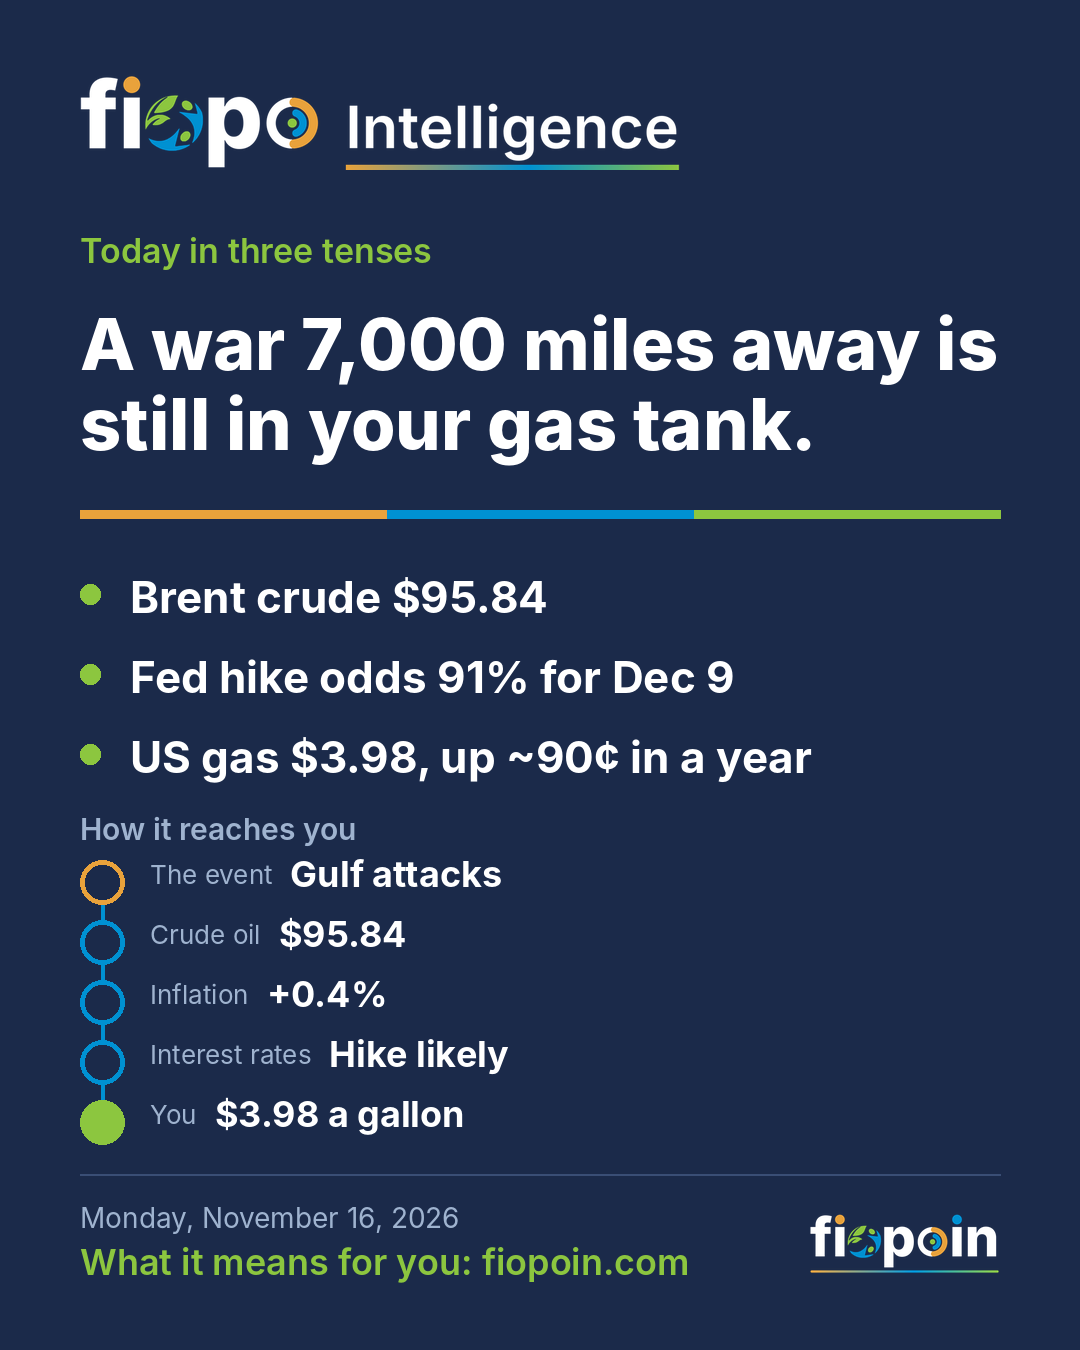 fiopo Intelligence
Today in three tenses
A war 7,000 miles away is
still in your gas tank.
Brent crude $95.84
Fed hike odds 91% for Dec 9
US gas $3.98, up ~90¢ in a year
How it reaches you
The event Gulf attacks
Crude oil $95.84
Inflation +0.4%
Interest rates Hike likely
You $3.98 a gallon
Monday, November 16, 2026
What it means for you: fiopoin.com
fiopoin